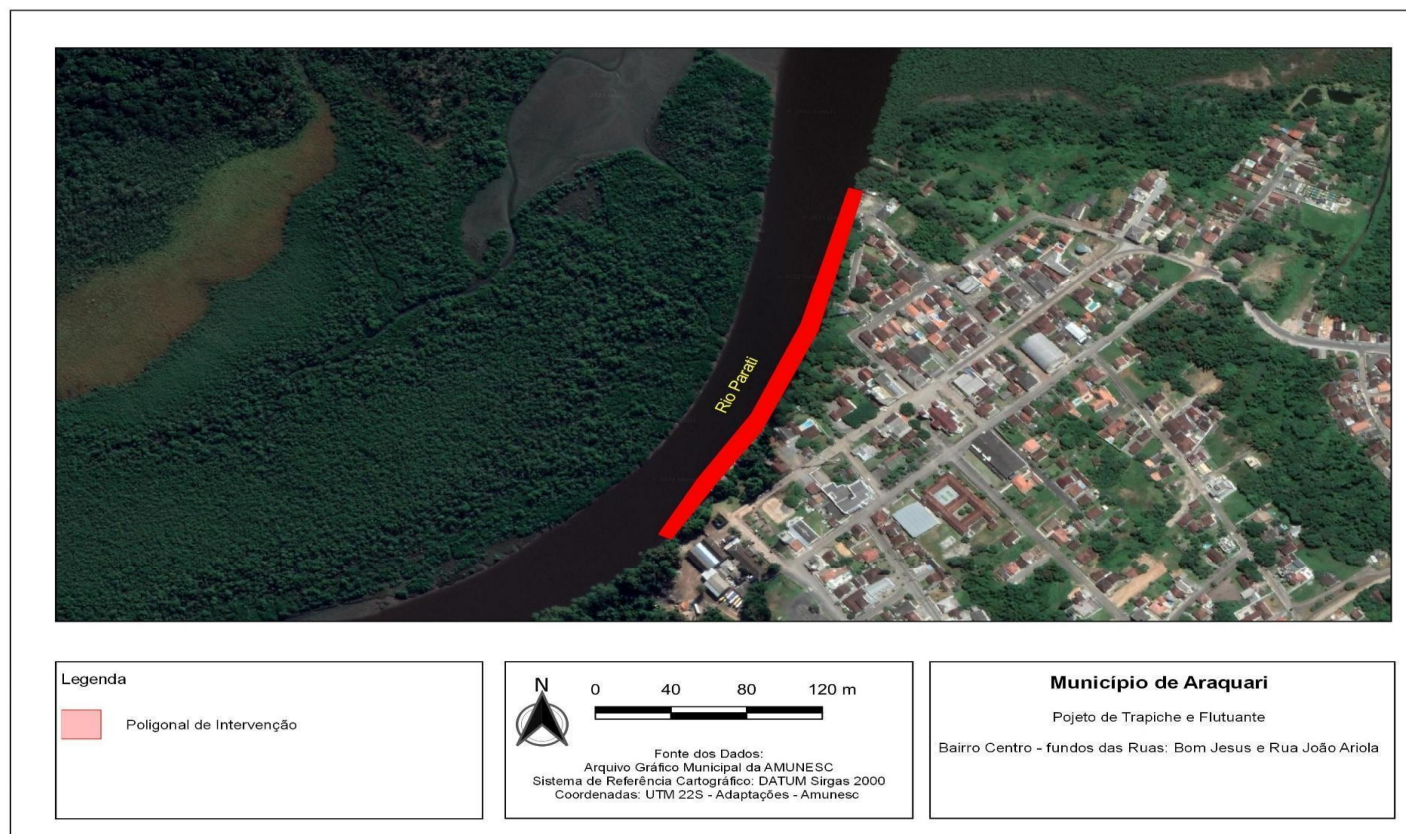 Rio Parati
Legenda
Poligonal de Intervenção
N
0 40 80 120 m
Fonte dos Dados:
Arquivo Gráfico Municipal da AMUNESC
Sistema de Referência Cartográfico: DATUM Sirgas 2000
Coordenadas: UTM 22S - Adaptações - Amunesc
Município de Araquari
Pojeto de Trapiche e Flutuante
Bairro Centro - fundos das Ruas: Bom Jesus e Rua João Ariola